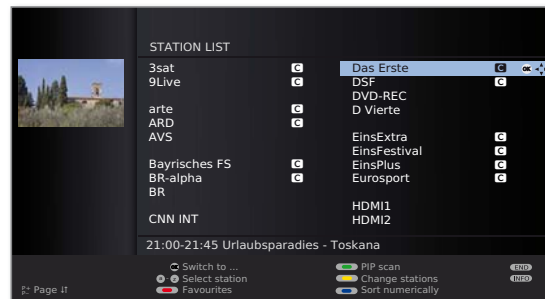 STATION LIST
3sat C
9Live C
arte C
ARD C
AVS
Bayrisches FS C
BR-alpha C
BR
CNN INT
Das Erste C OK
DSF C
DVD-REC
D Vierte
EinsExtra C
EinsFestival C
EinsPlus C
Eurosport C
HDMI1
HDMI2
21:00-21:45 Urlaubsparadies - Toskana
OK Switch to ...
Select station
Favourites
PIP scan
Change stations
Sort numerically
END
INFO
P+ P- Page